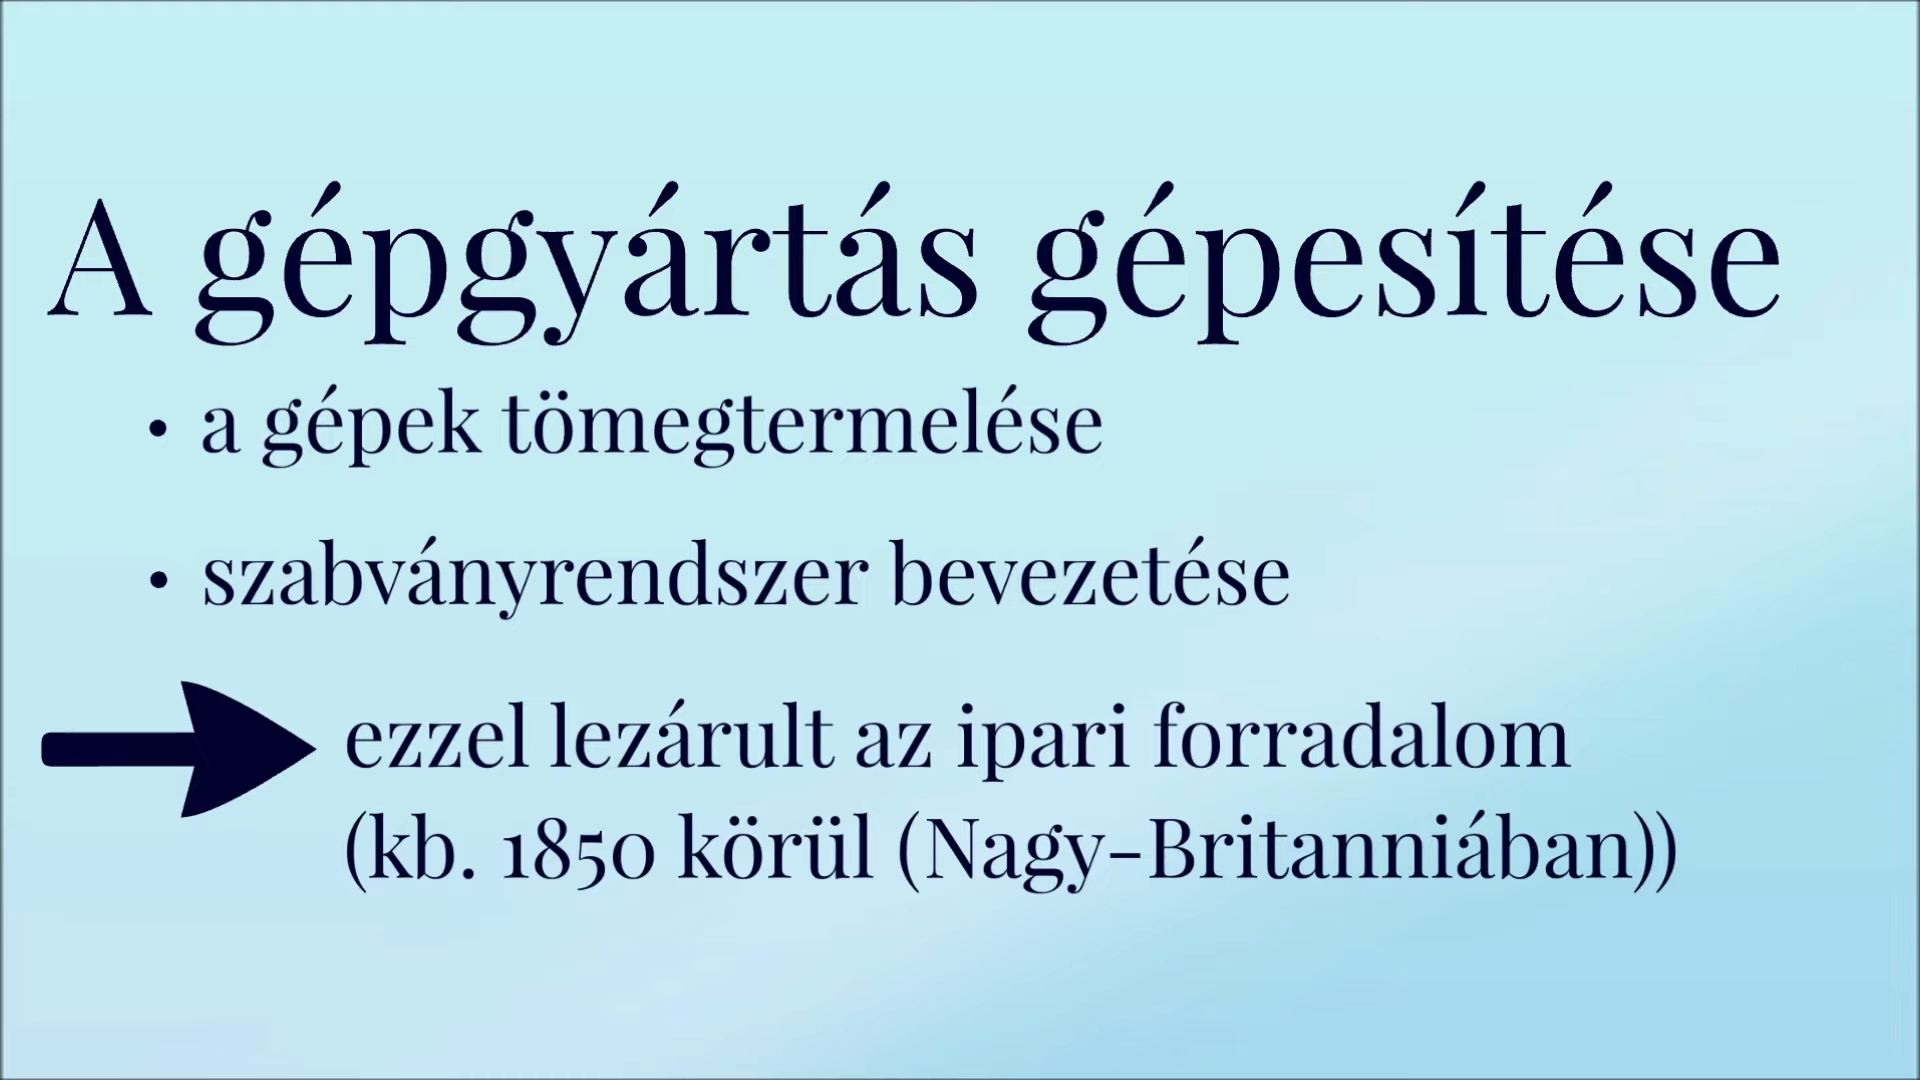 A gépgyártás gépesítése
• a gépek tömegtermelése
• szabványrendszer bevezetése
ezzel lezárult az ipari forradalom
(kb. 1850 körül (Nagy-Britanniában))